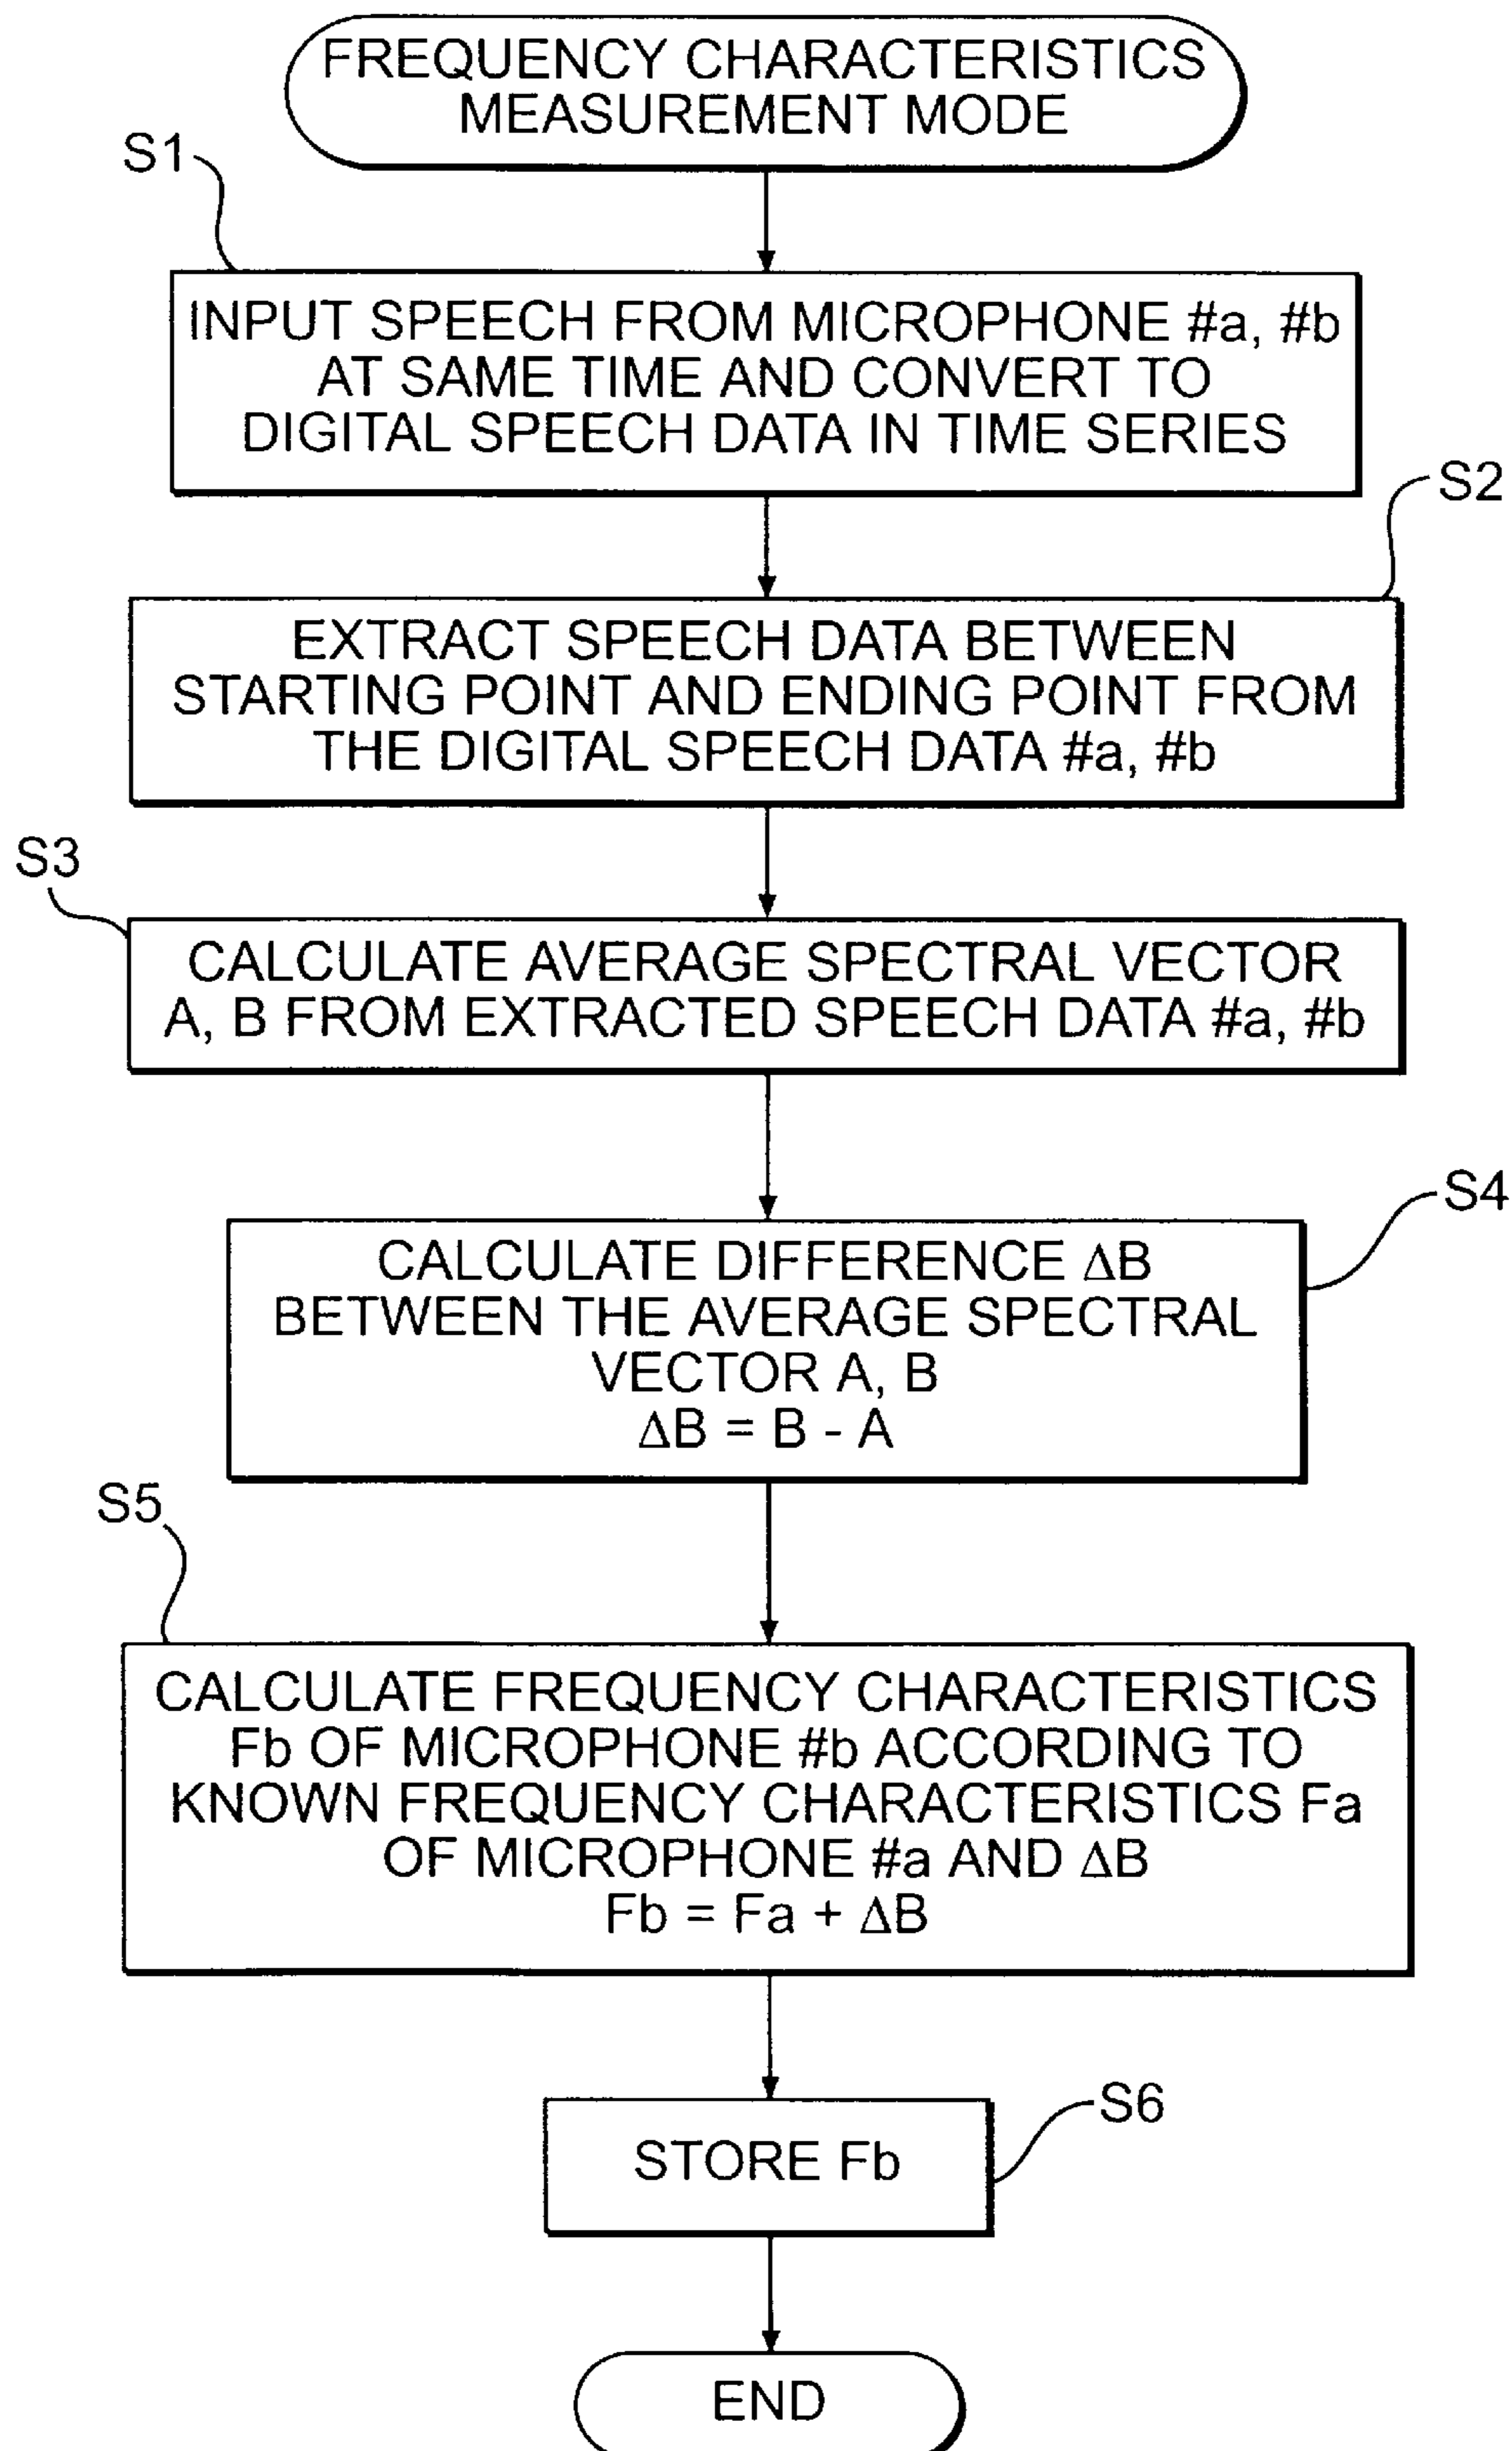 FREQUENCY CHARACTERISTICS
MEASUREMENT MODE
S1
INPUT SPEECH FROM MICROPHONE #a, #b
AT SAME TIME AND CONVERT TO
DIGITAL SPEECH DATA IN TIME SERIES
S2
EXTRACT SPEECH DATA BETWEEN
STARTING POINT AND ENDING POINT FROM
THE DIGITAL SPEECH DATA #a, #b
S3
CALCULATE AVERAGE SPECTRAL VECTOR
A, B FROM EXTRACTED SPEECH DATA #a, #b
S4
CALCULATE DIFFERENCE ΔB
BETWEEN THE AVERAGE SPECTRAL
VECTOR A, B
ΔB = B - A
S5
CALCULATE FREQUENCY CHARACTERISTICS
Fb OF MICROPHONE #b ACCORDING TO
KNOWN FREQUENCY CHARACTERISTICS Fa
OF MICROPHONE #a AND ΔB
Fb = Fa + ΔB
S6
STORE Fb
END